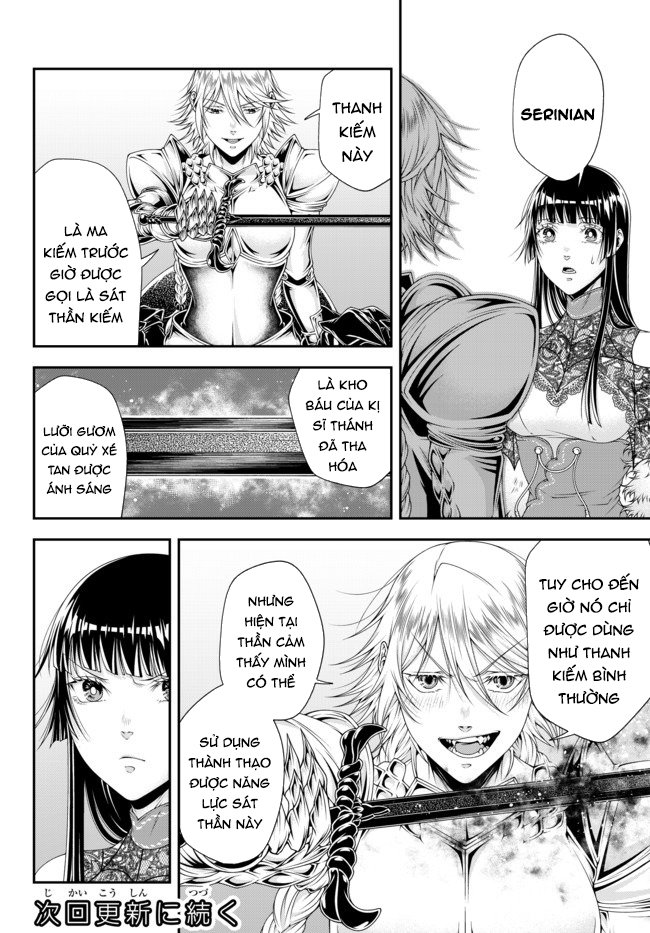 SERINIAN
THANH
KIẾM
NÀY
LÀ MA
KIẾM TRƯỚC
GIỜ ĐƯỢC
GỌI LÀ SÁT
THẦN KIẾM
LÀ KHO
BÁU CỦA KỊ
SĨ THÁNH
ĐÃ THA
HÓA
LƯỠI GƯƠM
CỦA QUỶ XÉ
TAN ĐƯỢC
ÁNH SÁNG
TUY CHO ĐẾN
GIỜ NÓ CHỈ
ĐƯỢC DÙNG
NHƯ THANH
KIẾM BÌNH
THƯỜNG
NHƯNG
HIỆN TẠI
THẦN CẢM
THẤY MÌNH
CÓ THỂ
SỬ DỤNG
THÀNH THẠO
ĐƯỢC NĂNG
LỰC SÁT
THẦN NÀY
じ かい こう しん つづ
次回更新に続く